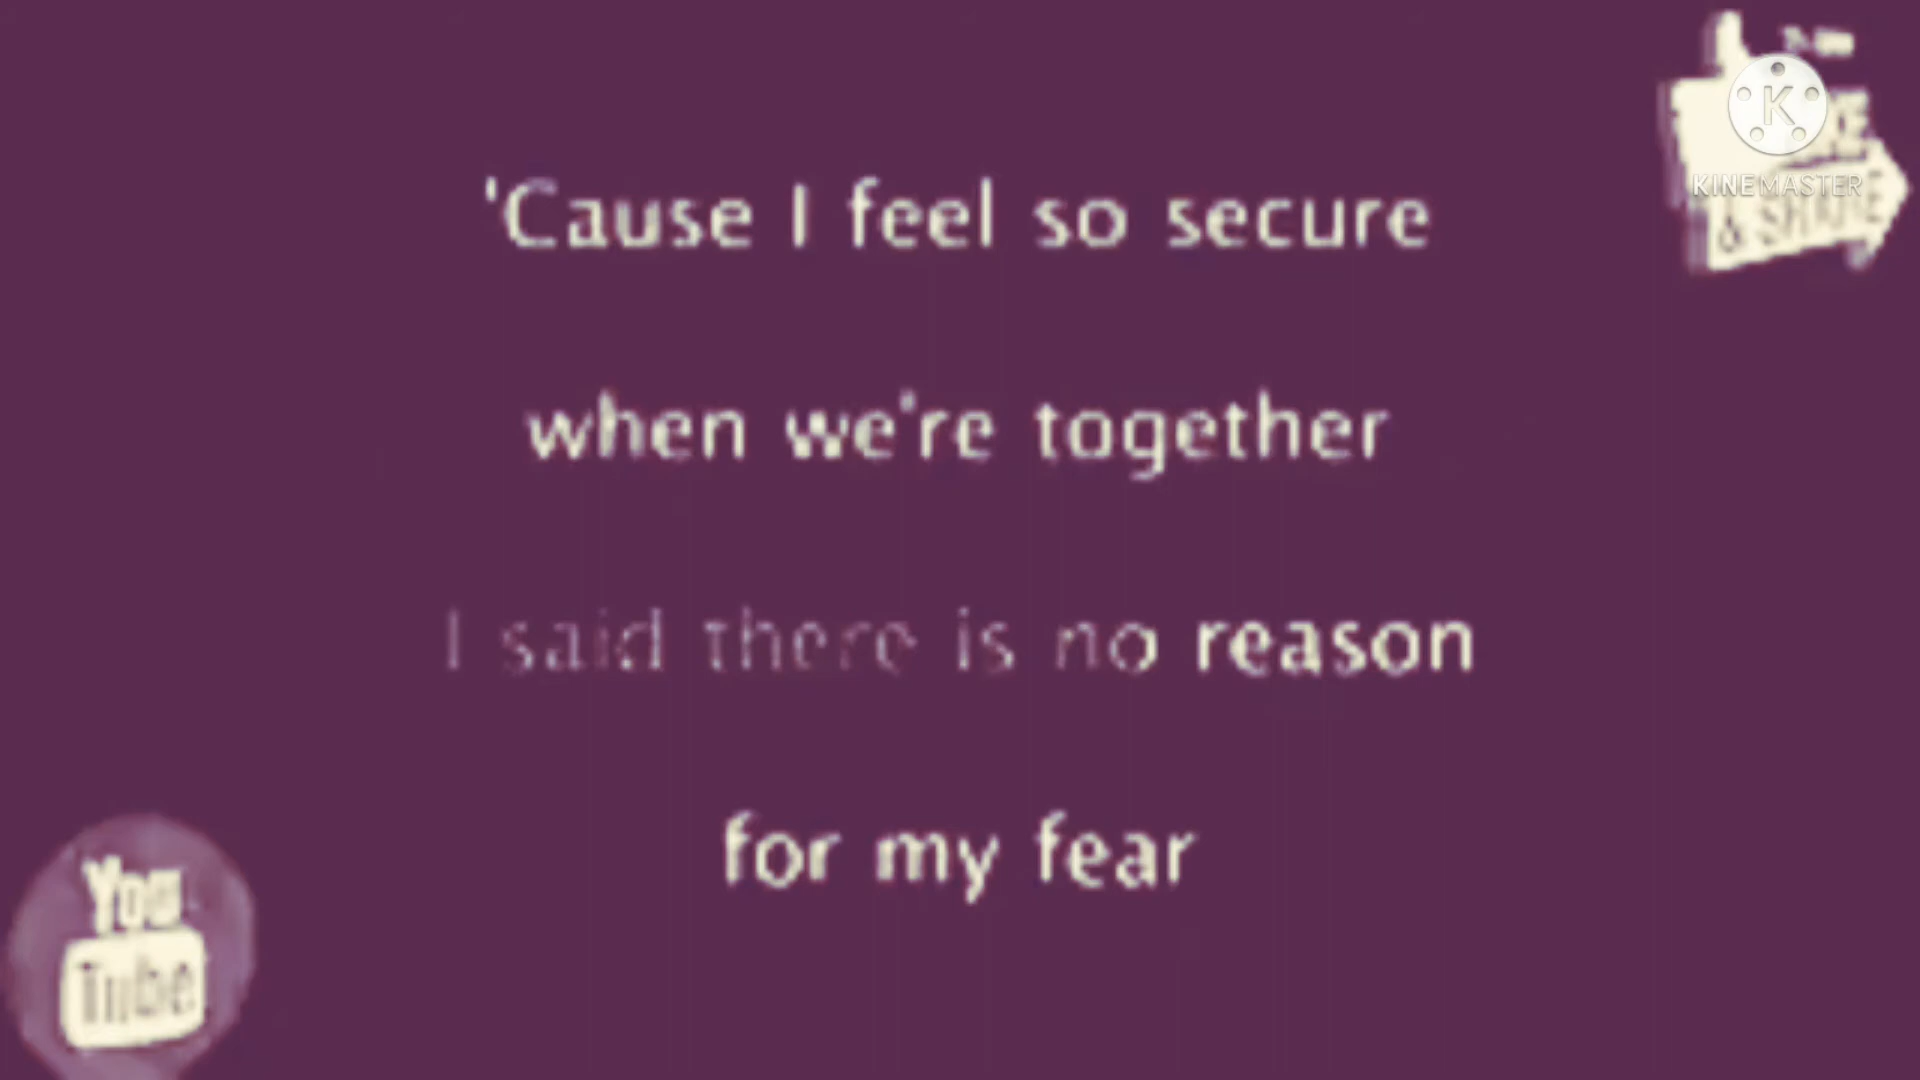 KINEMASTER
& SHARE
'Cause I feel so secure
when we're together
I said there is no reason
for my fear
You
Tube